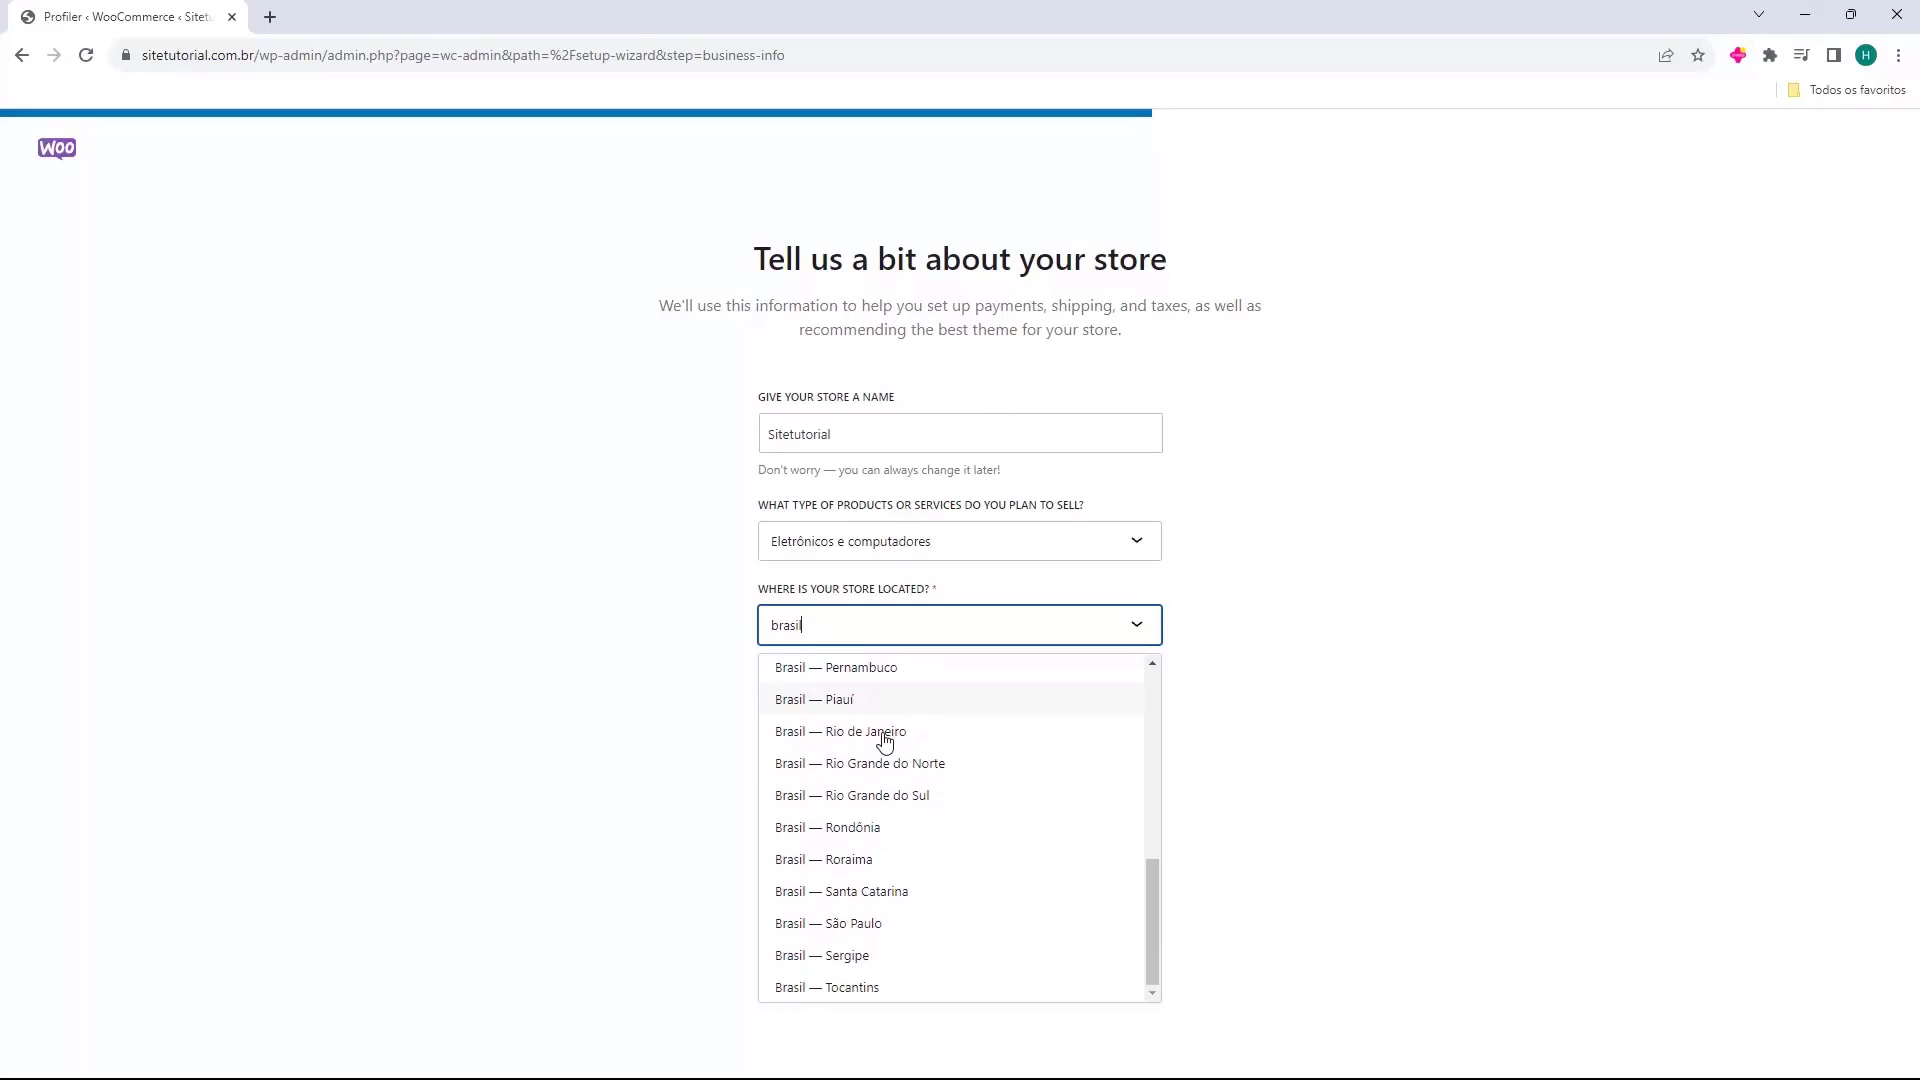 Profiler ‹ WooCommerce ‹ Sitetu
sitetutorial.com.br/wp-admin/admin.php?page=wc-admin&path=%2Fsetup-wizard&step=business-info
H
Todos os favoritos
Woo
Tell us a bit about your store
We'll use this information to help you set up payments, shipping, and taxes, as well as
recommending the best theme for your store.
GIVE YOUR STORE A NAME
Sitetutorial
Don't worry — you can always change it later!
WHAT TYPE OF PRODUCTS OR SERVICES DO YOU PLAN TO SELL?
Eletrônicos e computadores
WHERE IS YOUR STORE LOCATED? *
brasil
Brasil — Pernambuco
Brasil — Piauí
Brasil — Rio de Janeiro
Brasil — Rio Grande do Norte
Brasil — Rio Grande do Sul
Brasil — Rondônia
Brasil — Roraima
Brasil — Santa Catarina
Brasil — São Paulo
Brasil — Sergipe
Brasil — Tocantins